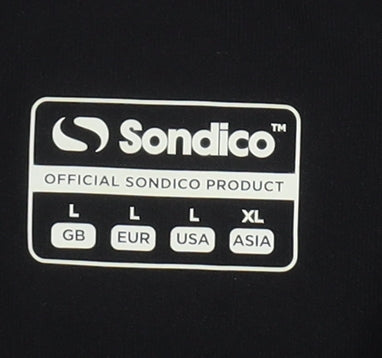 Sondico™
OFFICIAL SONDICO PRODUCT
L L L XL
GB EUR USA ASIA